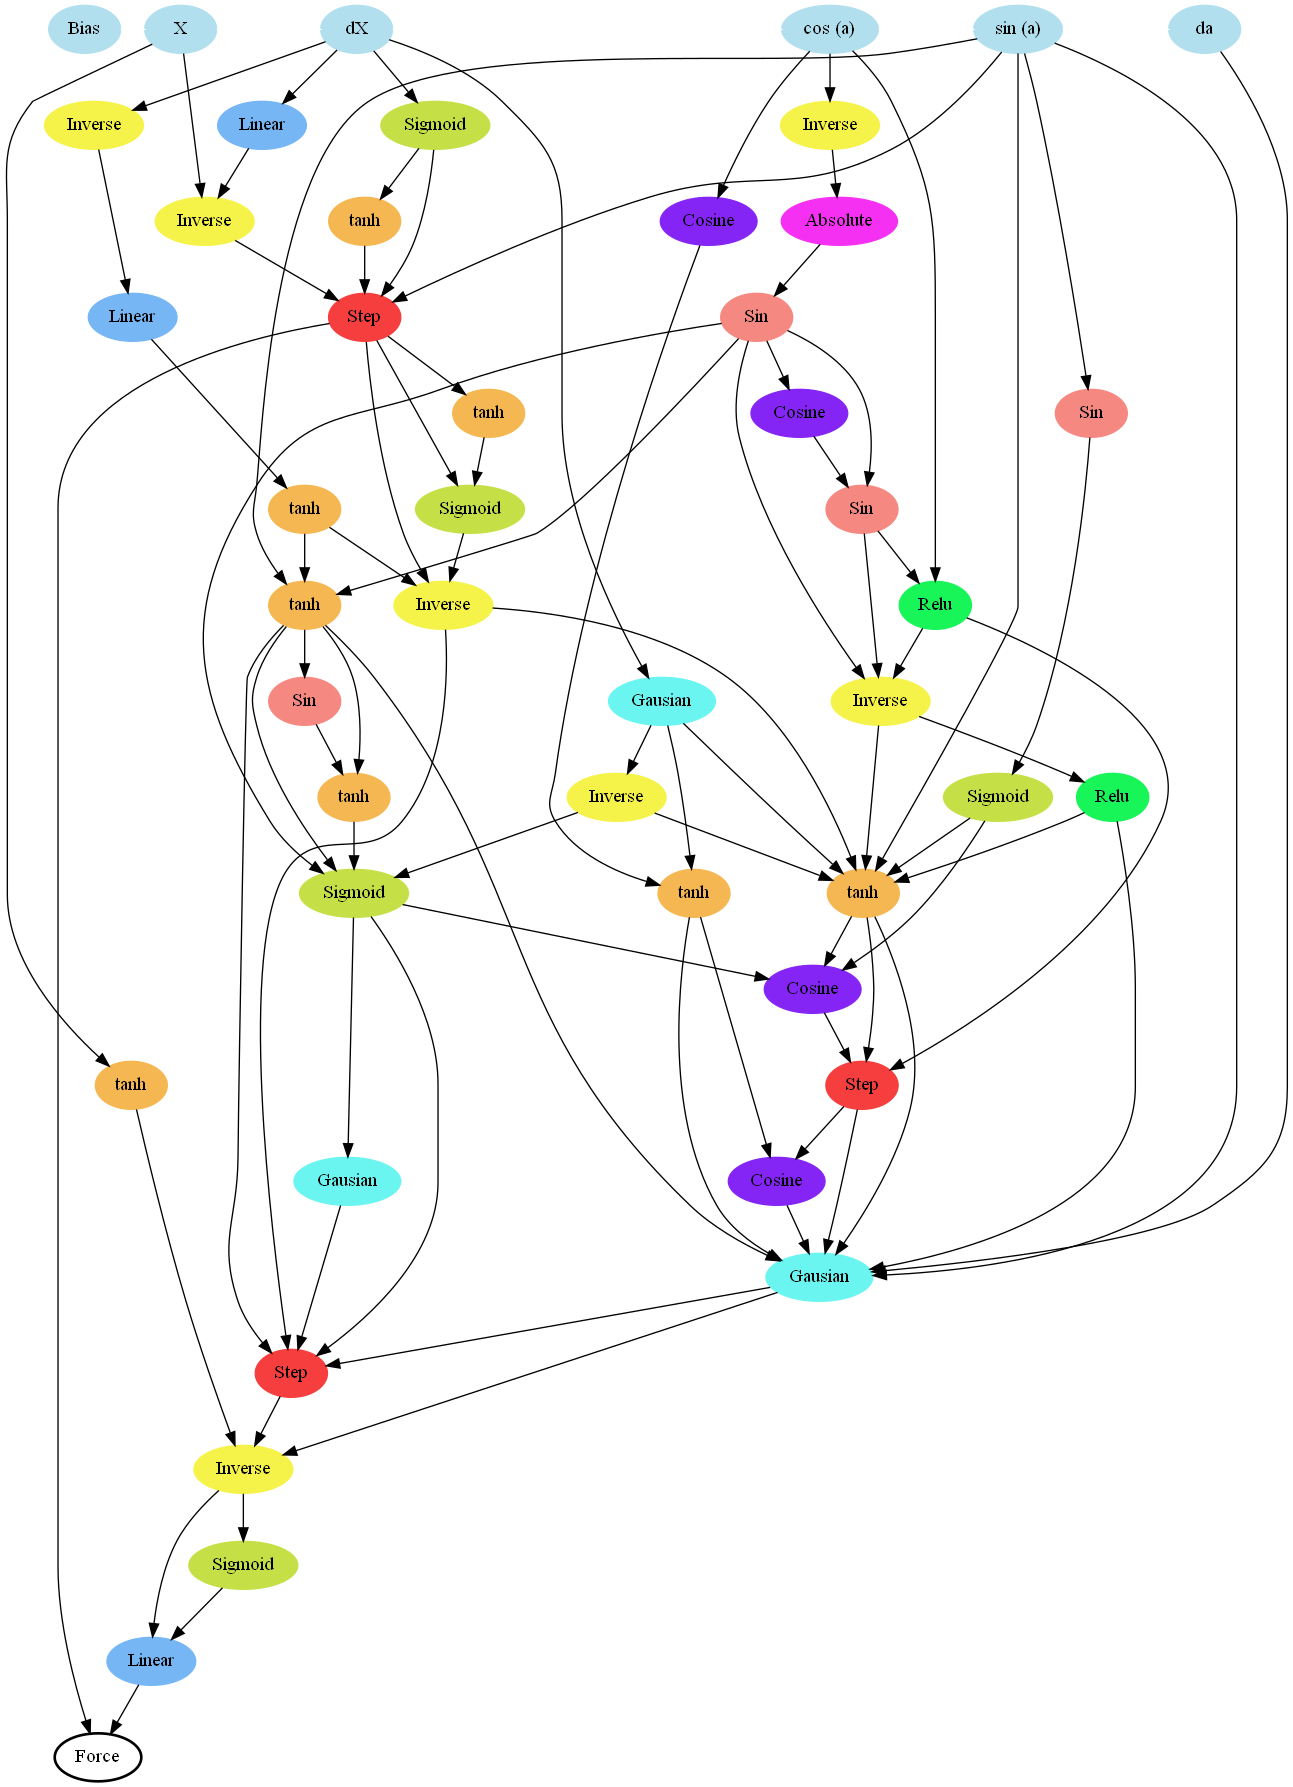 Bias
X
dX
cos (a)
sin (a)
da
Inverse
Linear
Sigmoid
Inverse
Inverse
tanh
Cosine
Absolute
Linear
Step
Sin
tanh
Cosine
Sin
tanh
Sigmoid
Sin
tanh
Inverse
Relu
Sin
Gausian
Inverse
tanh
Inverse
Sigmoid
Relu
Sigmoid
tanh
tanh
Cosine
tanh
Step
Gausian
Cosine
Gausian
Step
Inverse
Sigmoid
Linear
Force